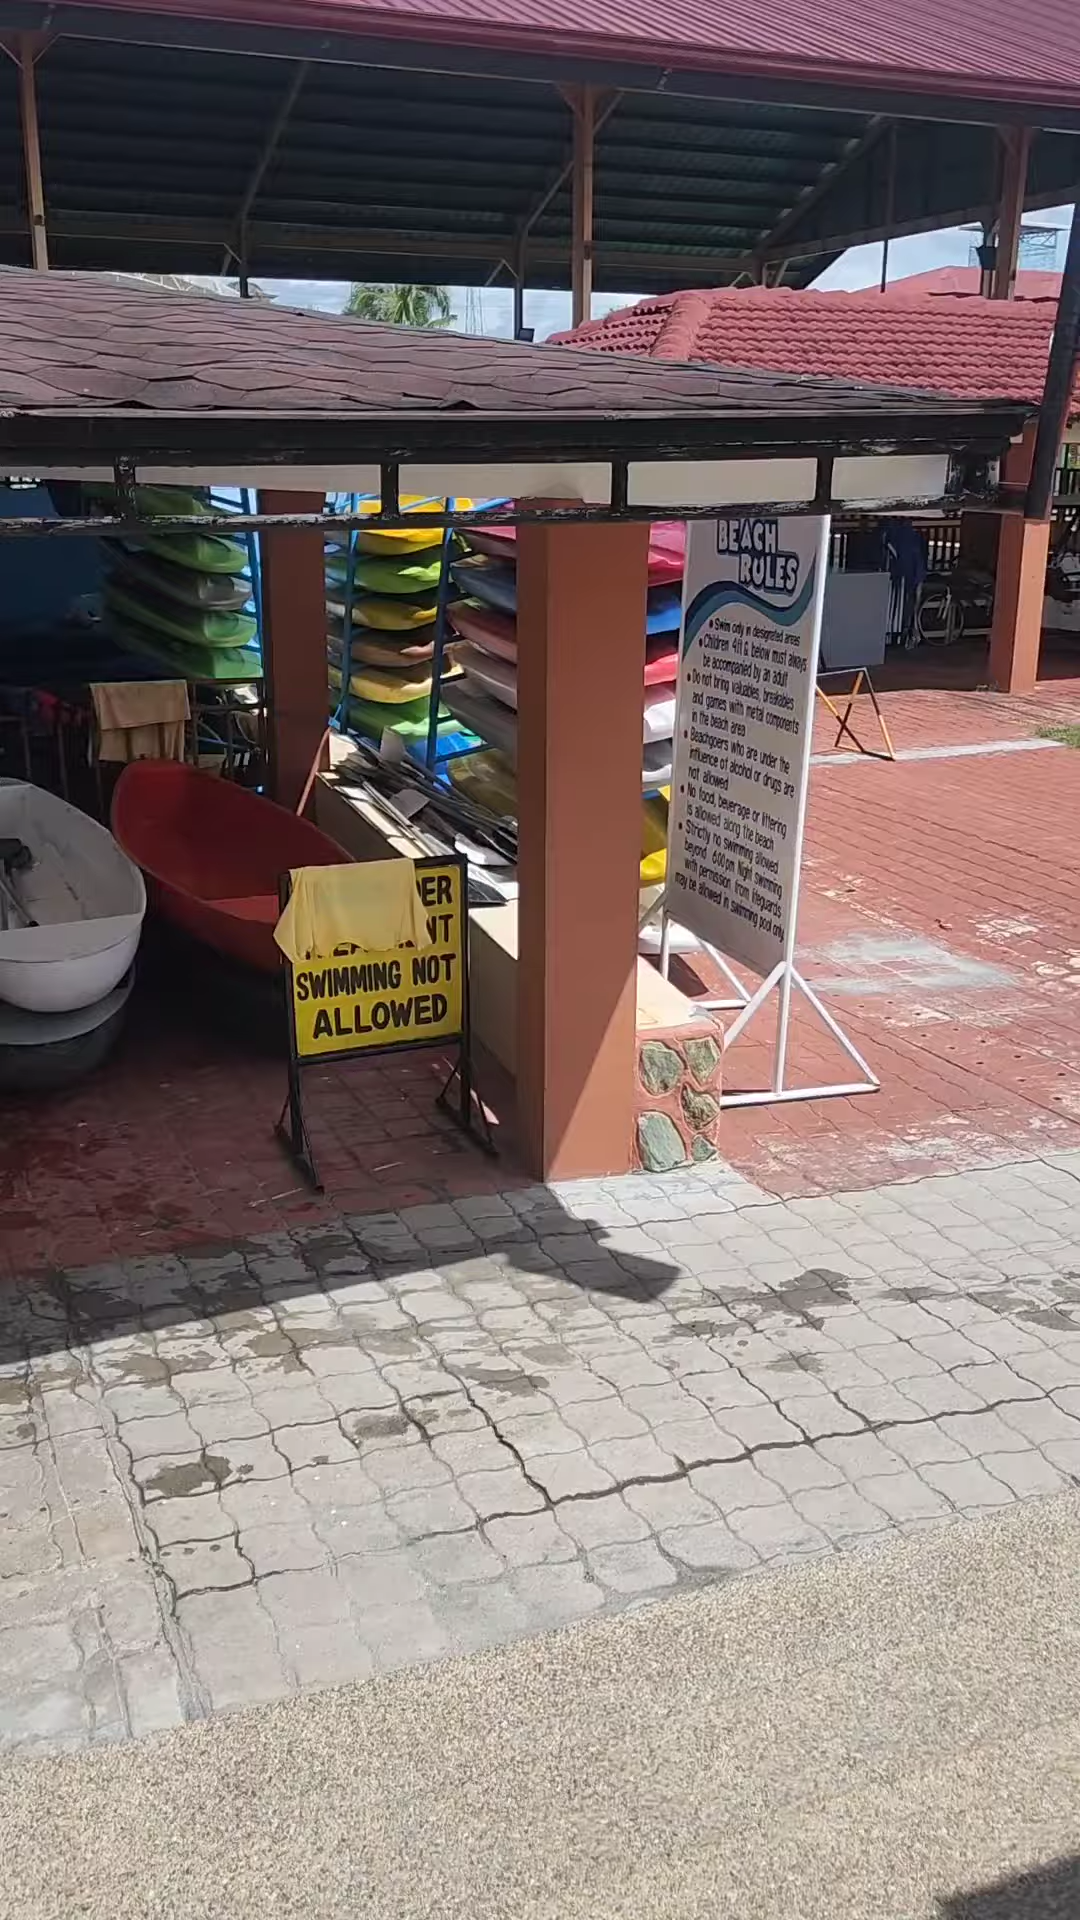 BEACH
RULES
• Swim only in designated areas
• Children 4ft & below must always
be accompanied by an adult
• Do not bring valuables, breakables
and games with metal components
in the beach area
• Beachgoers who are under the
influence of alcohol or drugs are
not allowed
• No food, beverage or littering
is allowed along the beach
• Strictly no swimming allowed
beyond 6:00pm Night swimming
with permission from lifeguards
may be allowed in swimming pool only
SWIMMING NOT
ALLOWED